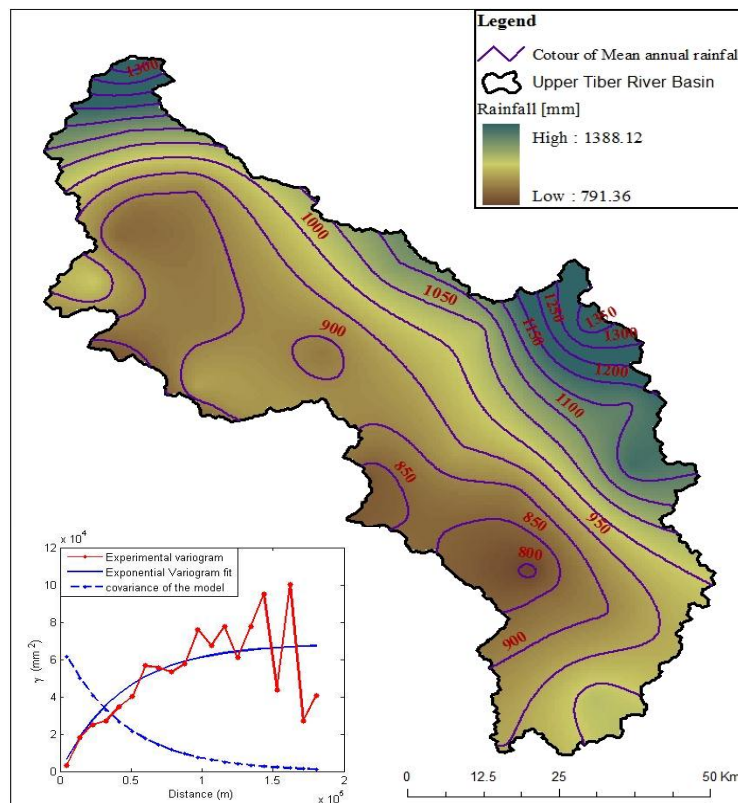 Legend
Cotour of Mean annual rainfal
Upper Tiber River Basin
Rainfall [mm]
High : 1388.12
Low : 791.36
1300
1000
1050
900
1250
1150
1350
1300
1200
1100
850
950
850
800
900
x 10^4
12
10
8
6
4
2
0
γ (mm^2)
Experimental variogram
Exponential Variogram fit
covariance of the model
0 0.5 1 1.5 2
Distance (m)
x 10^5
0 12.5 25 50 Km